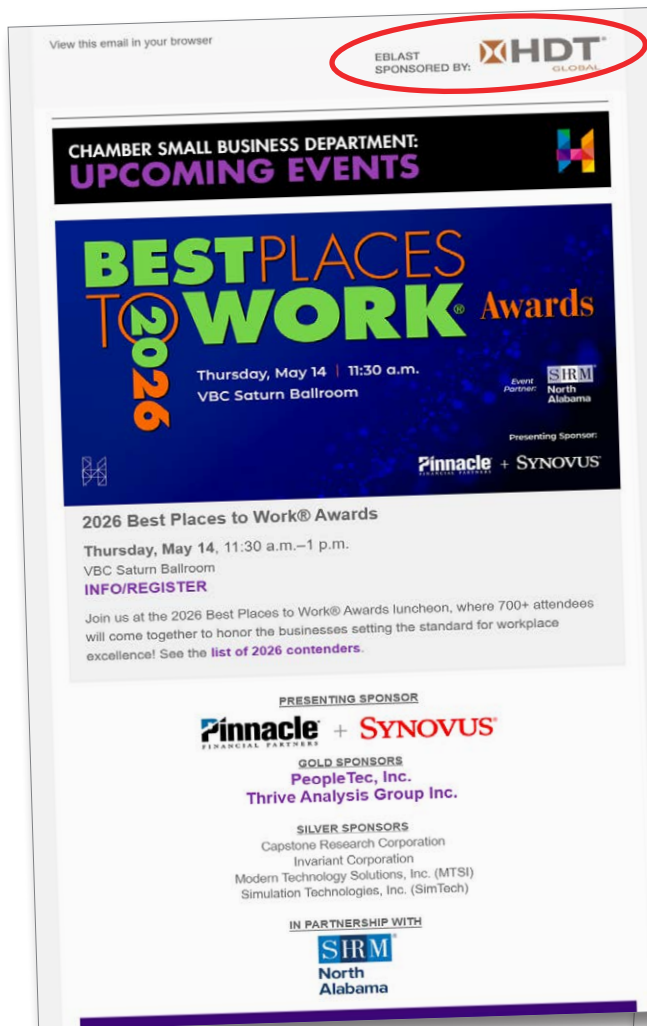 View this email in your browser
EBLAST
SPONSORED BY:
HDT®
GLOBAL
CHAMBER SMALL BUSINESS DEPARTMENT:
UPCOMING EVENTS
BEST PLACES
TO WORK® Awards
2026
Thursday, May 14 | 11:30 a.m.
VBC Saturn Ballroom
Event
Partner:
SHRM
North
Alabama
Presenting Sponsor:
Pinnacle + SYNOVUS®
FINANCIAL PARTNERS
2026 Best Places to Work® Awards
Thursday, May 14, 11:30 a.m.–1 p.m.
VBC Saturn Ballroom
INFO/REGISTER
Join us at the 2026 Best Places to Work® Awards luncheon, where 700+ attendees
will come together to honor the businesses setting the standard for workplace
excellence! See the list of 2026 contenders.
PRESENTING SPONSOR
Pinnacle® + SYNOVUS®
FINANCIAL PARTNERS
GOLD SPONSORS
PeopleTec, Inc.
Thrive Analysis Group Inc.
SILVER SPONSORS
Capstone Research Corporation
Invariant Corporation
Modern Technology Solutions, Inc. (MTSI)
Simulation Technologies, Inc. (SimTech)
IN PARTNERSHIP WITH
SHRM®
North
Alabama